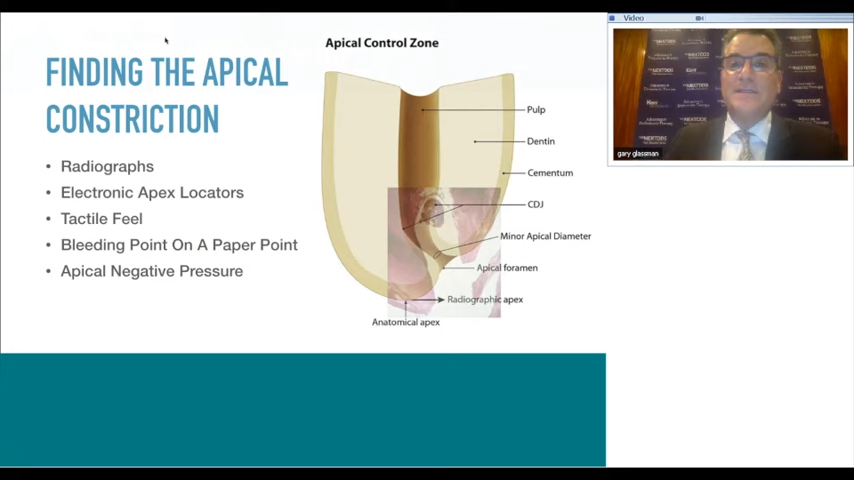 Video
Apical Control Zone
FINDING THE APICAL
CONSTRICTION
• Radiographs
• Electronic Apex Locators
• Tactile Feel
• Bleeding Point On A Paper Point
• Apical Negative Pressure
Pulp
Dentin
Cementum
CDJ
Minor Apical Diameter
Apical foramen
Radiographic apex
Anatomical apex
gary glassman